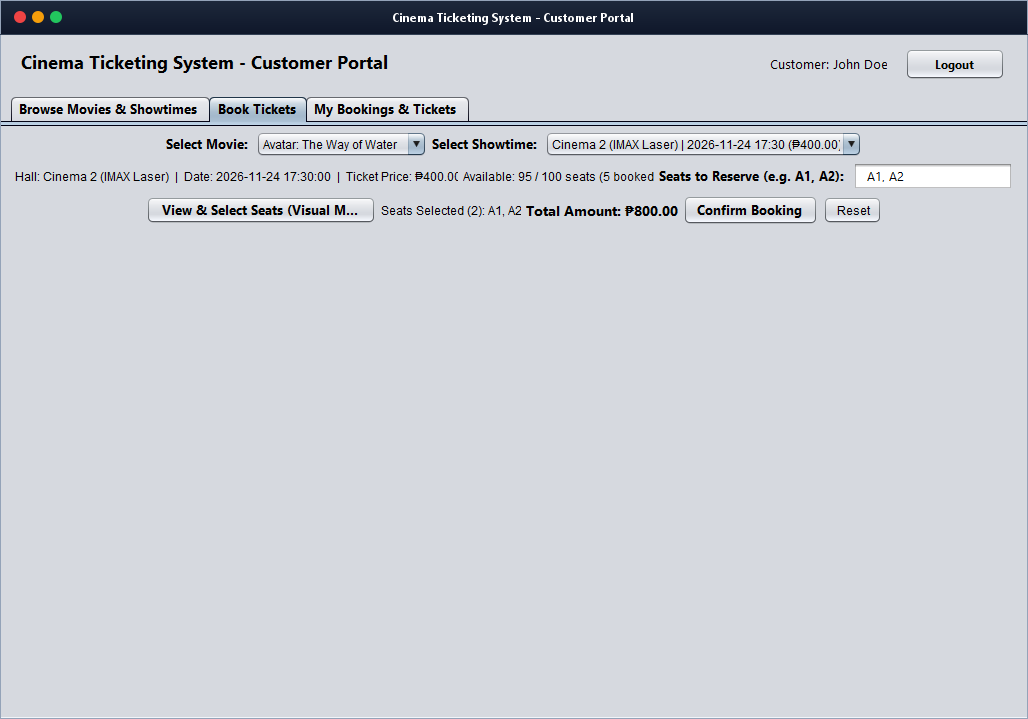 Cinema Ticketing System - Customer Portal
Cinema Ticketing System - Customer Portal
Customer: John Doe
Logout
Browse Movies & Showtimes
Book Tickets
My Bookings & Tickets
Select Movie:
Avatar: The Way of Water
Select Showtime:
Cinema 2 (IMAX Laser) | 2026-11-24 17:30 (₱400.00)
Hall: Cinema 2 (IMAX Laser) | Date: 2026-11-24 17:30:00 | Ticket Price: ₱400.00
Available: 95 / 100 seats (5 booked
Seats to Reserve (e.g. A1, A2):
A1, A2
View & Select Seats (Visual M...
Seats Selected (2): A1, A2
Total Amount: ₱800.00
Confirm Booking
Reset